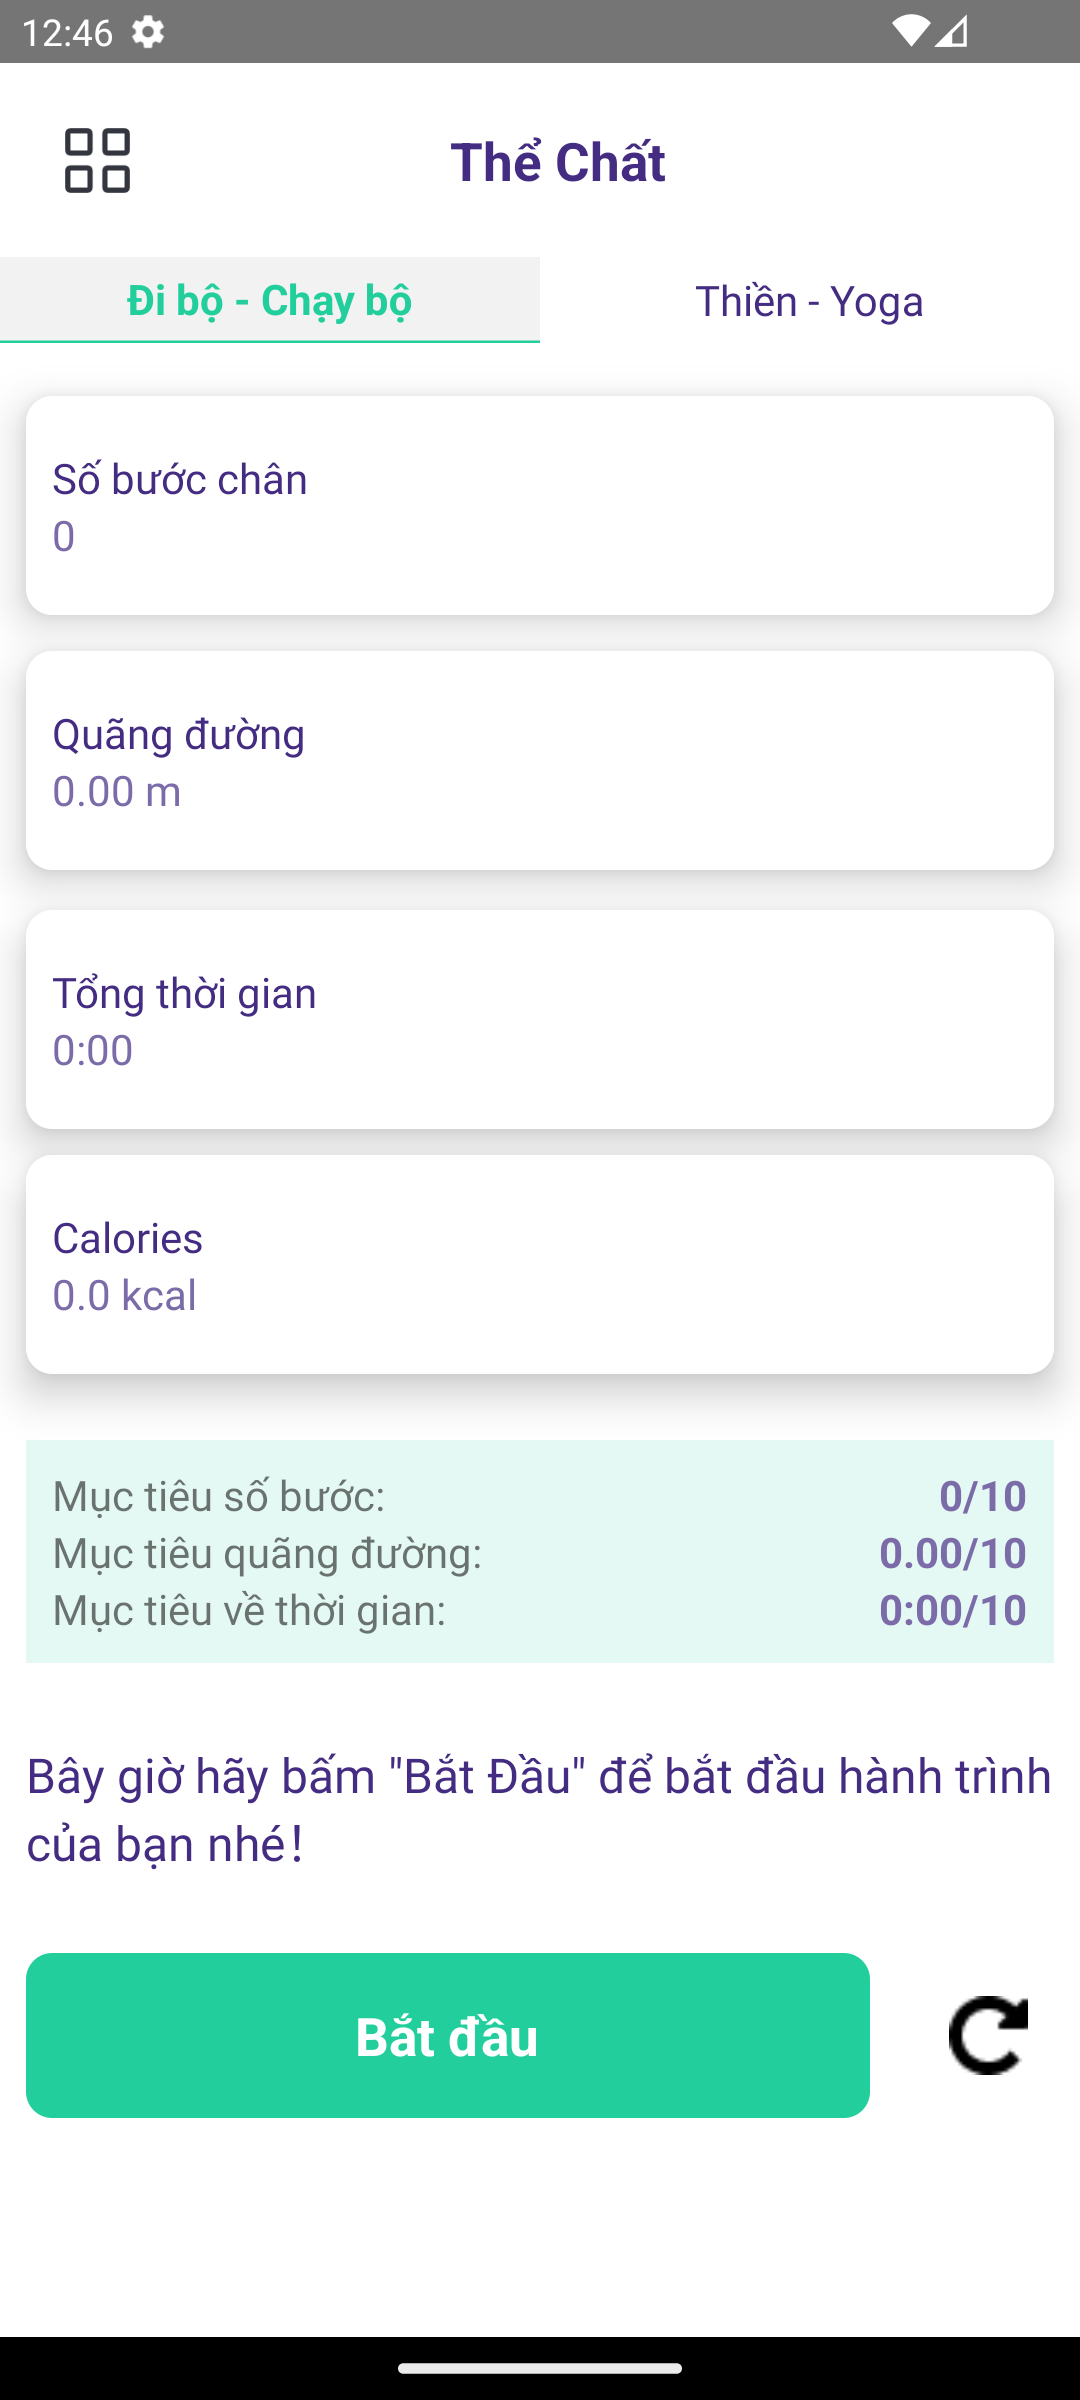 12:46
Thể Chất
Đi bộ - Chạy bộ
Thiền - Yoga
Số bước chân
0
Quãng đường
0.00 m
Tổng thời gian
0:00
Calories
0.0 kcal
Mục tiêu số bước: 0/10
Mục tiêu quãng đường: 0.00/10
Mục tiêu về thời gian: 0:00/10
Bây giờ hãy bấm "Bắt Đầu" để bắt đầu hành trình
của bạn nhé!
Bắt đầu